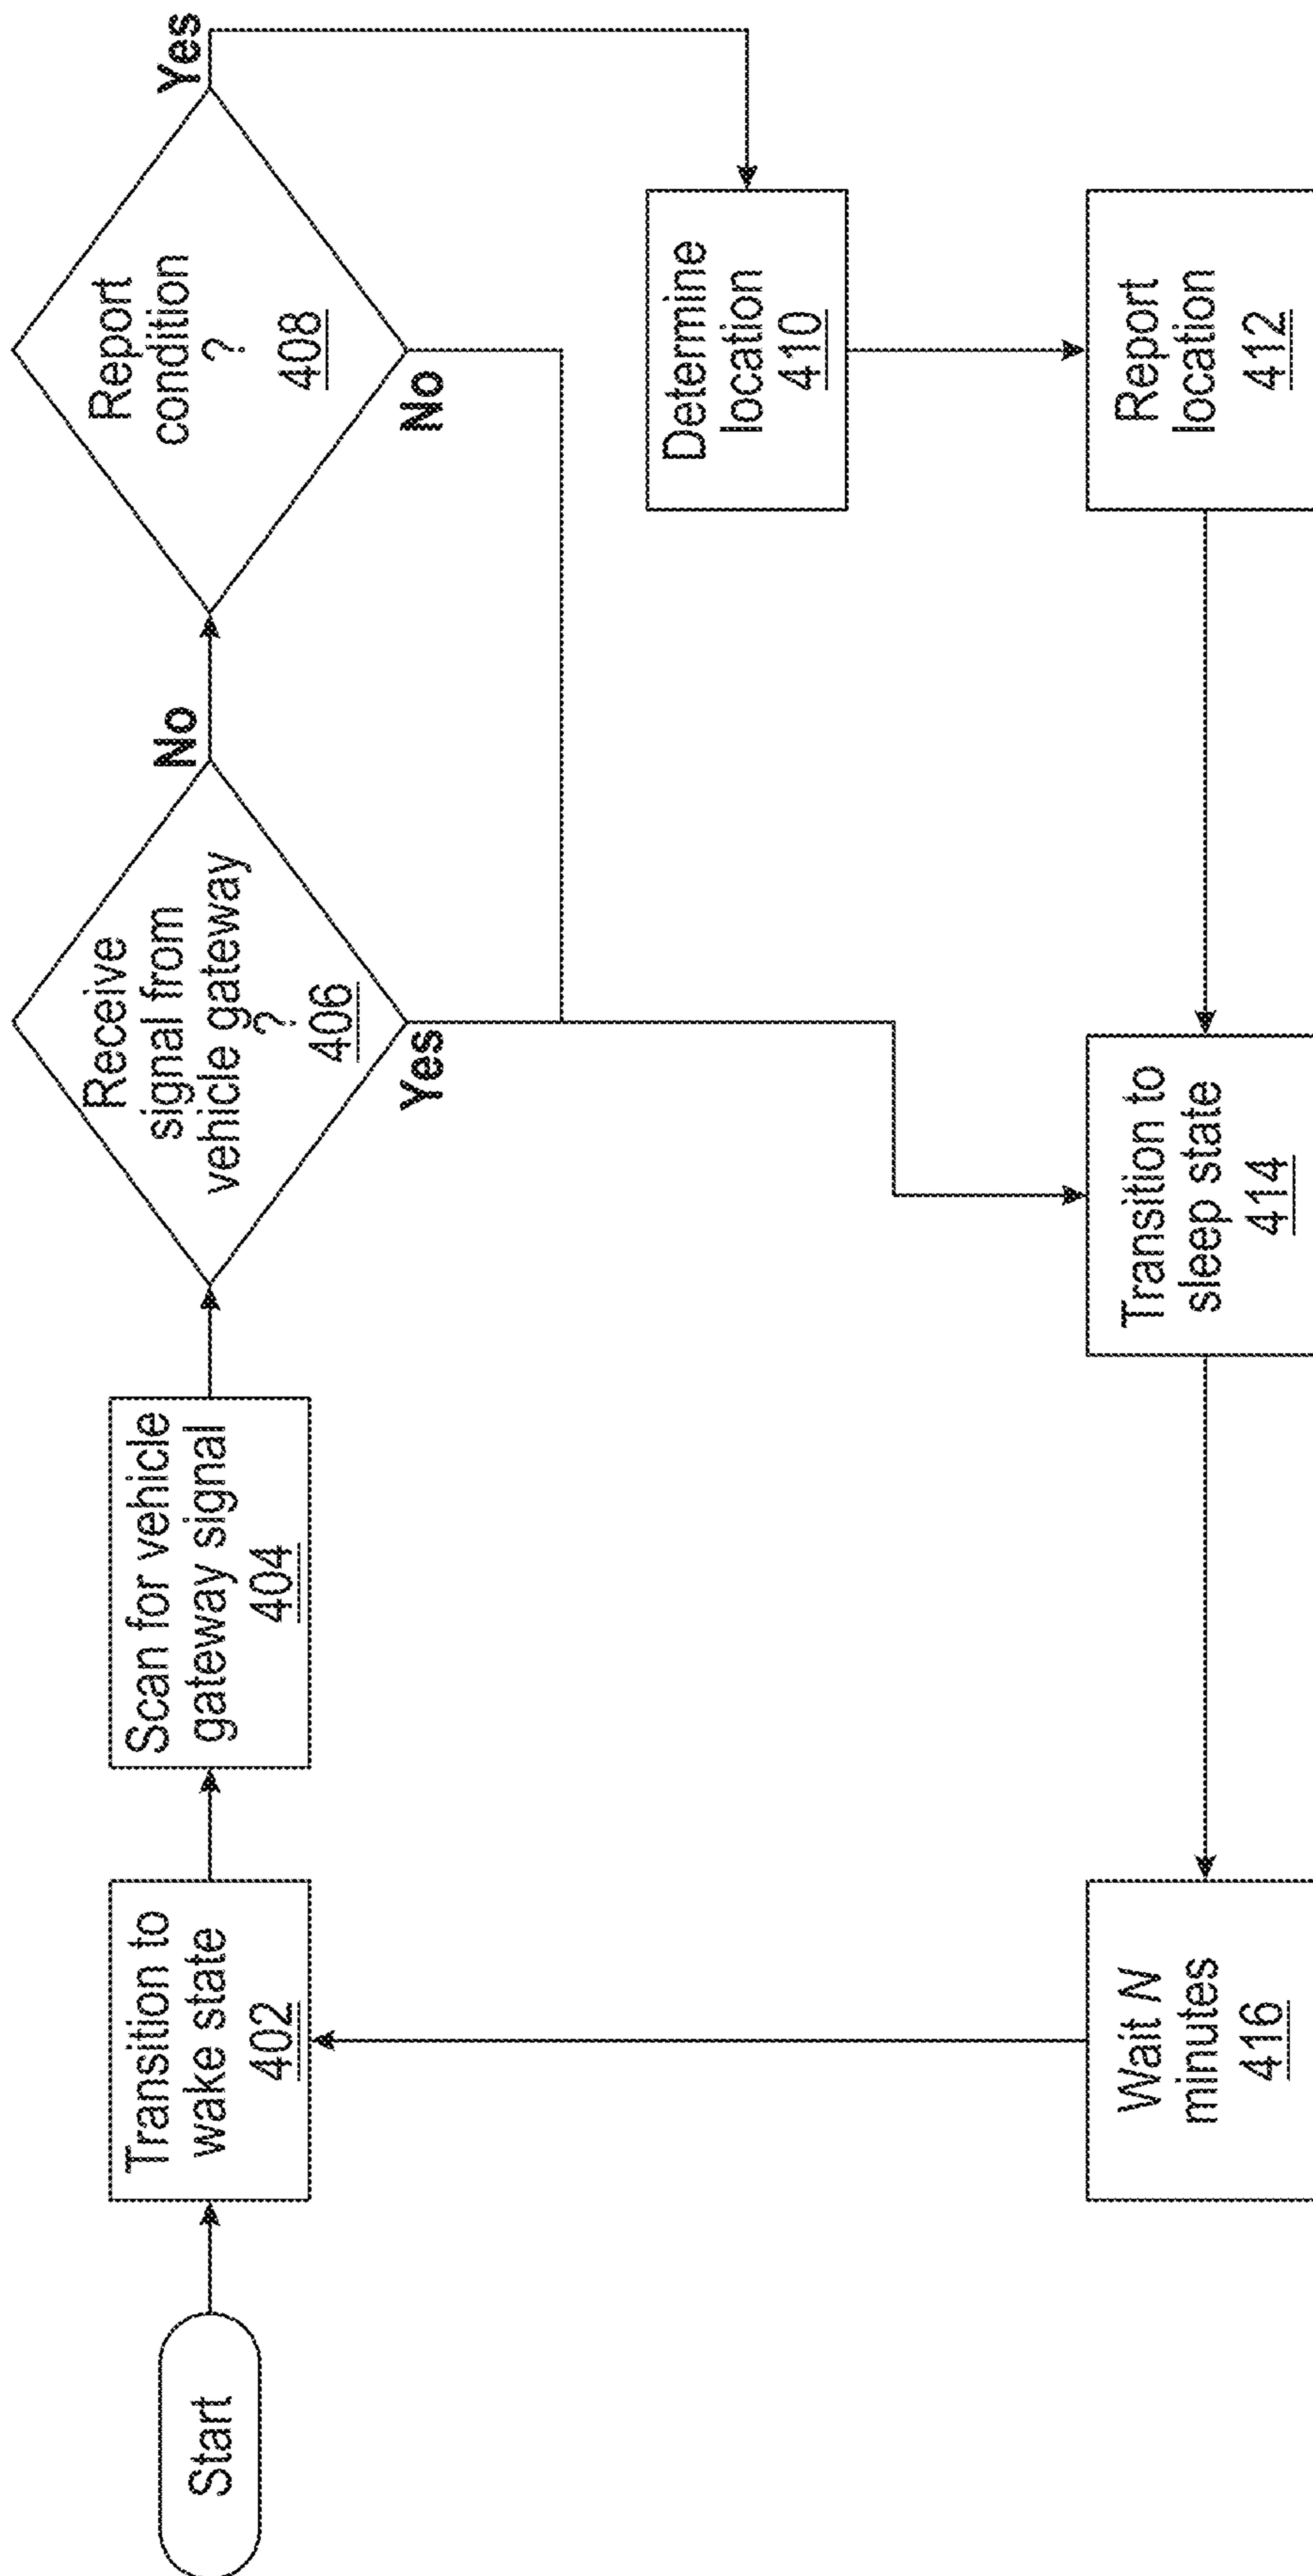 Start
Transition to
wake state
402
Scan for vehicle
gateway signal
404
Receive
signal from
vehicle gateway
?
406
Yes
No
Report
condition
?
408
No
Yes
Determine
location
410
Report
location
412
Transition to
sleep state
414
Wait N
minutes
416